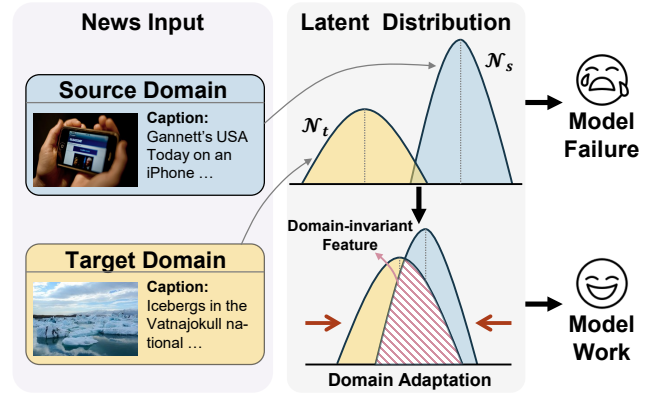 News Input
Latent Distribution
Source Domain
Caption:
Gannett's USA
Today on an
iPhone ...
𝒩ₛ
𝒩ₜ
Model
Failure
Target Domain
Caption:
Icebergs in the
Vatnajokull na-
tional ...
Domain-invariant
Feature
Model
Work
Domain Adaptation